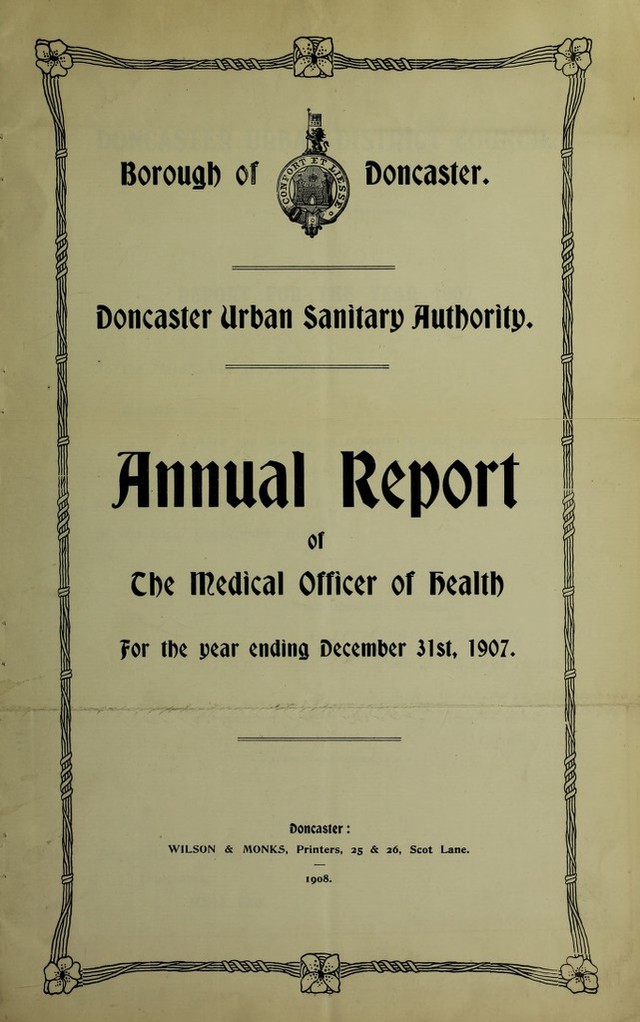 Borough of Doncaster.
CONFORT ET LIESSE
Doncaster Urban Sanitary Authority.
Annual Report
of
The Medical Officer of Health
For the year ending December 31st, 1907.
Doncaster:
WILSON & MONKS, Printers, 25 & 26, Scot Lane.
1908.